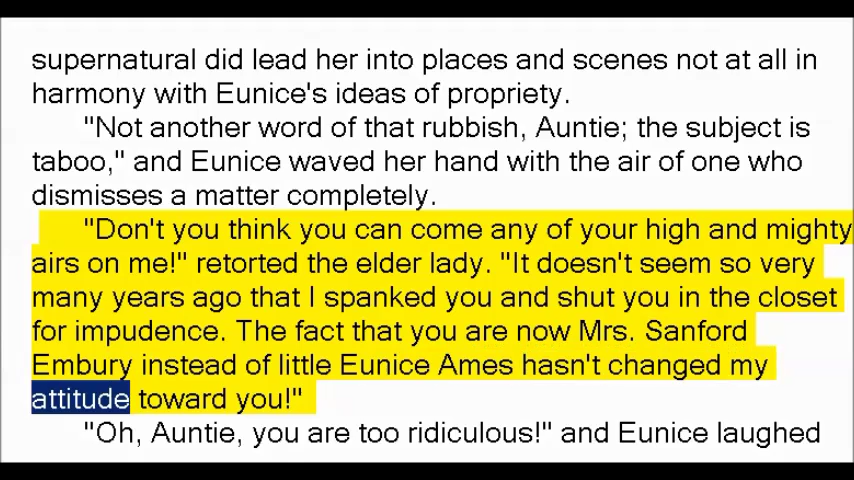 supernatural did lead her into places and scenes not at all in
harmony with Eunice's ideas of propriety.
"Not another word of that rubbish, Auntie; the subject is
taboo," and Eunice waved her hand with the air of one who
dismisses a matter completely.
"Don't you think you can come any of your high and mighty
airs on me!" retorted the elder lady. "It doesn't seem so very
many years ago that I spanked you and shut you in the closet
for impudence. The fact that you are now Mrs. Sanford
Embury instead of little Eunice Ames hasn't changed my
attitude toward you!"
"Oh, Auntie, you are too ridiculous!" and Eunice laughed